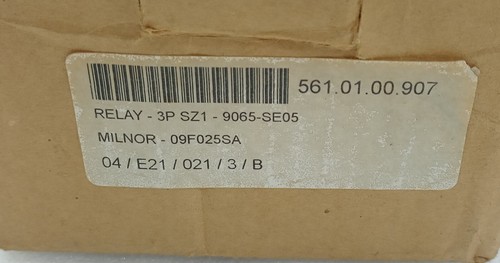 561.01.00.907
RELAY - 3P SZ1 - 9065-SE05
MILNOR - 09F025SA
04 / E21 / 021 / 3 / B